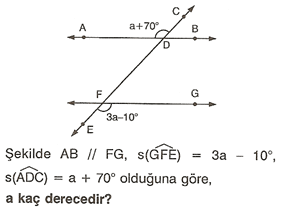 C
a+70°
A
B
D
F
G
3a–10°
E
Şekilde AB // FG, s(GFE) = 3a – 10°,
s(ADC) = a + 70° olduğuna göre,
a kaç derecedir?